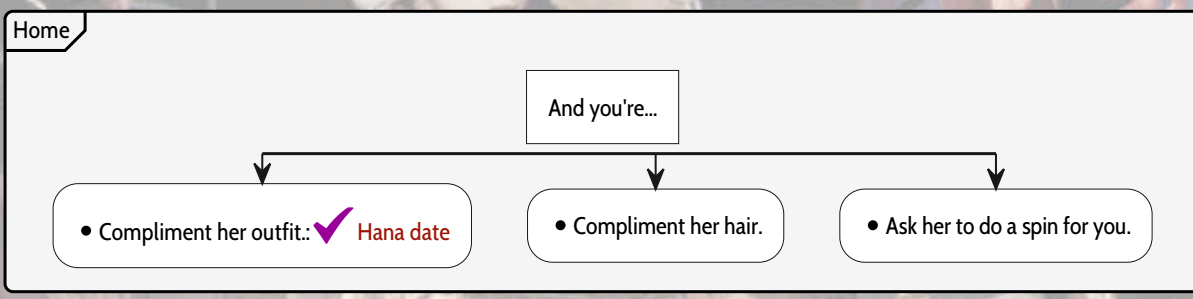 Home
And you're...
• Compliment her outfit.: ✔ Hana date
• Compliment her hair.
• Ask her to do a spin for you.